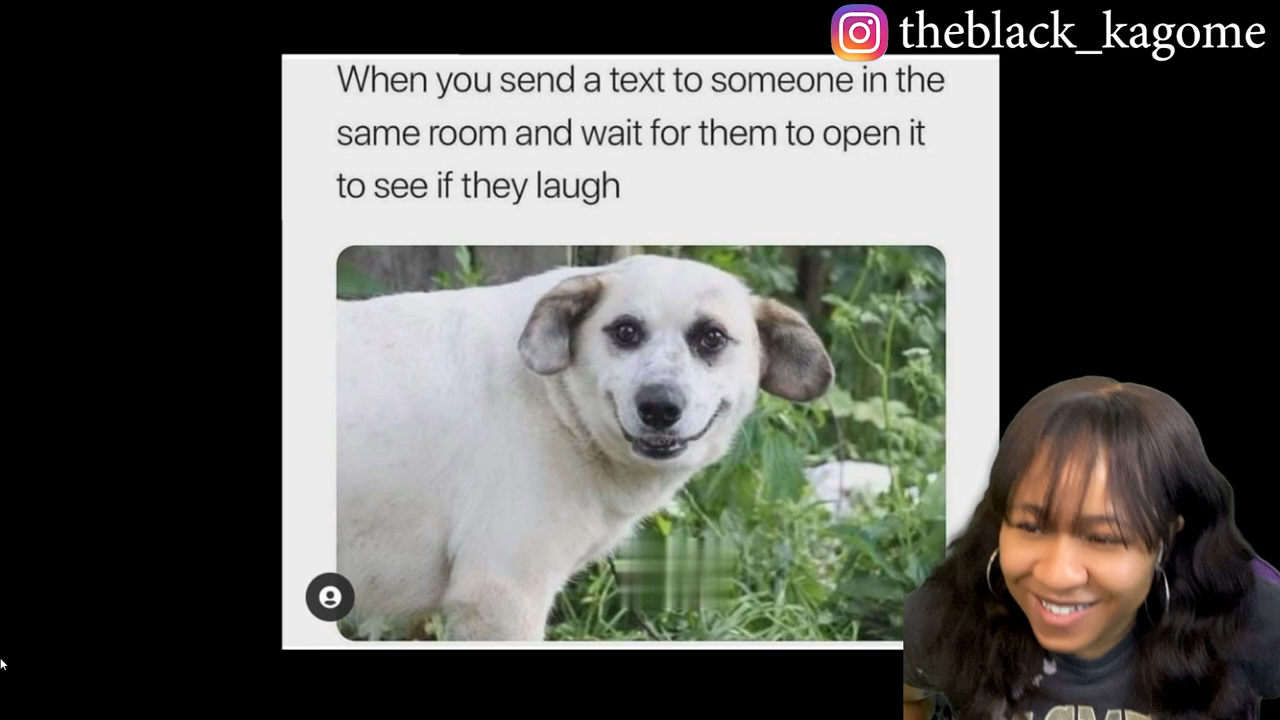 theblack_kagome
When you send a text to someone in the
same room and wait for them to open it
to see if they laugh